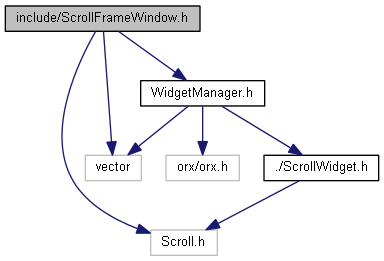 include/ScrollFrameWindow.h
WidgetManager.h
vector
orx/orx.h
./ScrollWidget.h
Scroll.h